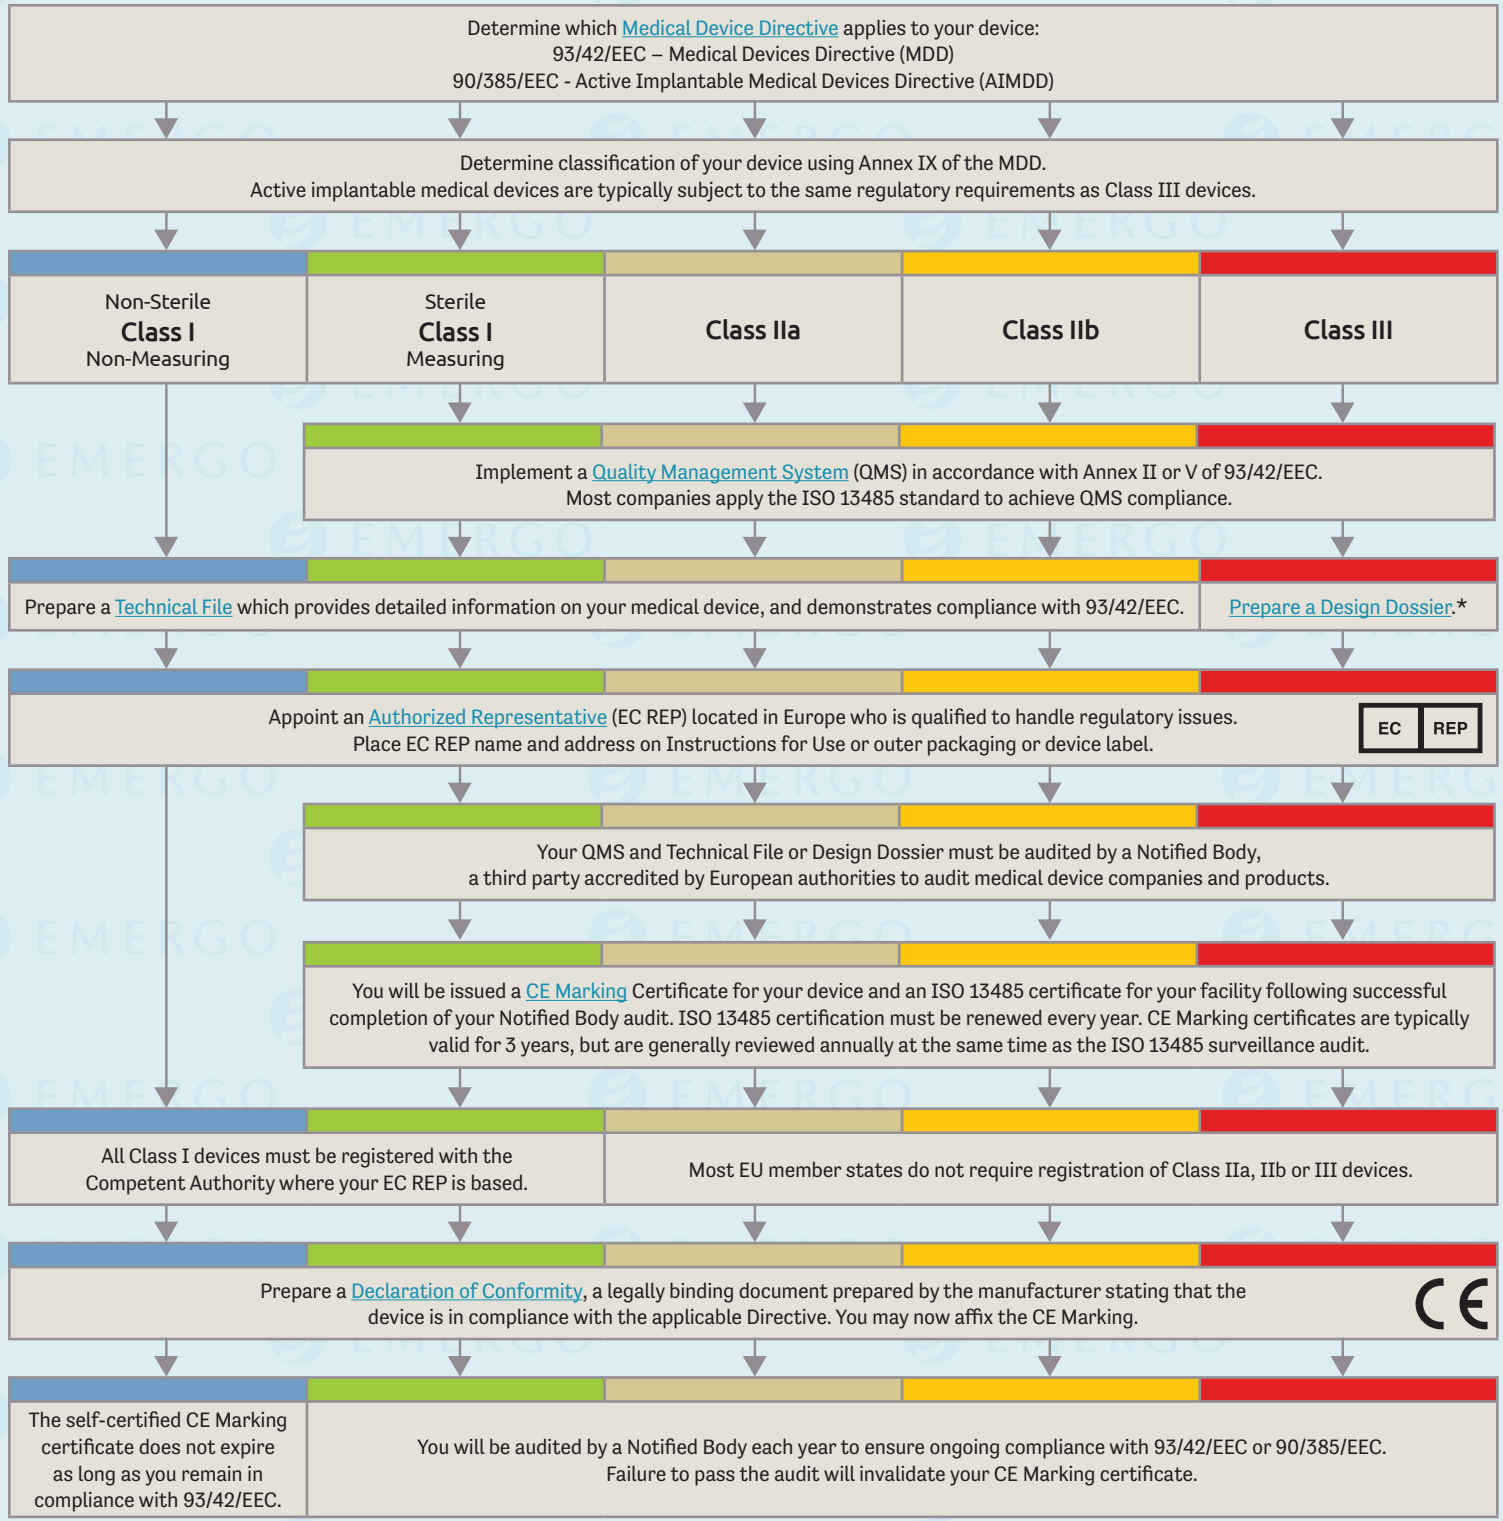 Determine which Medical Device Directive applies to your device:
93/42/EEC – Medical Devices Directive (MDD)
90/385/EEC - Active Implantable Medical Devices Directive (AIMDD)
Determine classification of your device using Annex IX of the MDD.
Active implantable medical devices are typically subject to the same regulatory requirements as Class III devices.
Non-Sterile
Class I
Non-Measuring
Sterile
Class I
Measuring
Class IIa
Class IIb
Class III
Implement a Quality Management System (QMS) in accordance with Annex II or V of 93/42/EEC.
Most companies apply the ISO 13485 standard to achieve QMS compliance.
Prepare a Technical File which provides detailed information on your medical device, and demonstrates compliance with 93/42/EEC.
Prepare a Design Dossier.*
Appoint an Authorized Representative (EC REP) located in Europe who is qualified to handle regulatory issues.
Place EC REP name and address on Instructions for Use or outer packaging or device label.
EC REP
Your QMS and Technical File or Design Dossier must be audited by a Notified Body,
a third party accredited by European authorities to audit medical device companies and products.
You will be issued a CE Marking Certificate for your device and an ISO 13485 certificate for your facility following successful
completion of your Notified Body audit. ISO 13485 certification must be renewed every year. CE Marking certificates are typically
valid for 3 years, but are generally reviewed annually at the same time as the ISO 13485 surveillance audit.
All Class I devices must be registered with the
Competent Authority where your EC REP is based.
Most EU member states do not require registration of Class IIa, IIb or III devices.
Prepare a Declaration of Conformity, a legally binding document prepared by the manufacturer stating that the
device is in compliance with the applicable Directive. You may now affix the CE Marking.
CE
The self-certified CE Marking
certificate does not expire
as long as you remain in
compliance with 93/42/EEC.
You will be audited by a Notified Body each year to ensure ongoing compliance with 93/42/EEC or 90/385/EEC.
Failure to pass the audit will invalidate your CE Marking certificate.
EMERGO